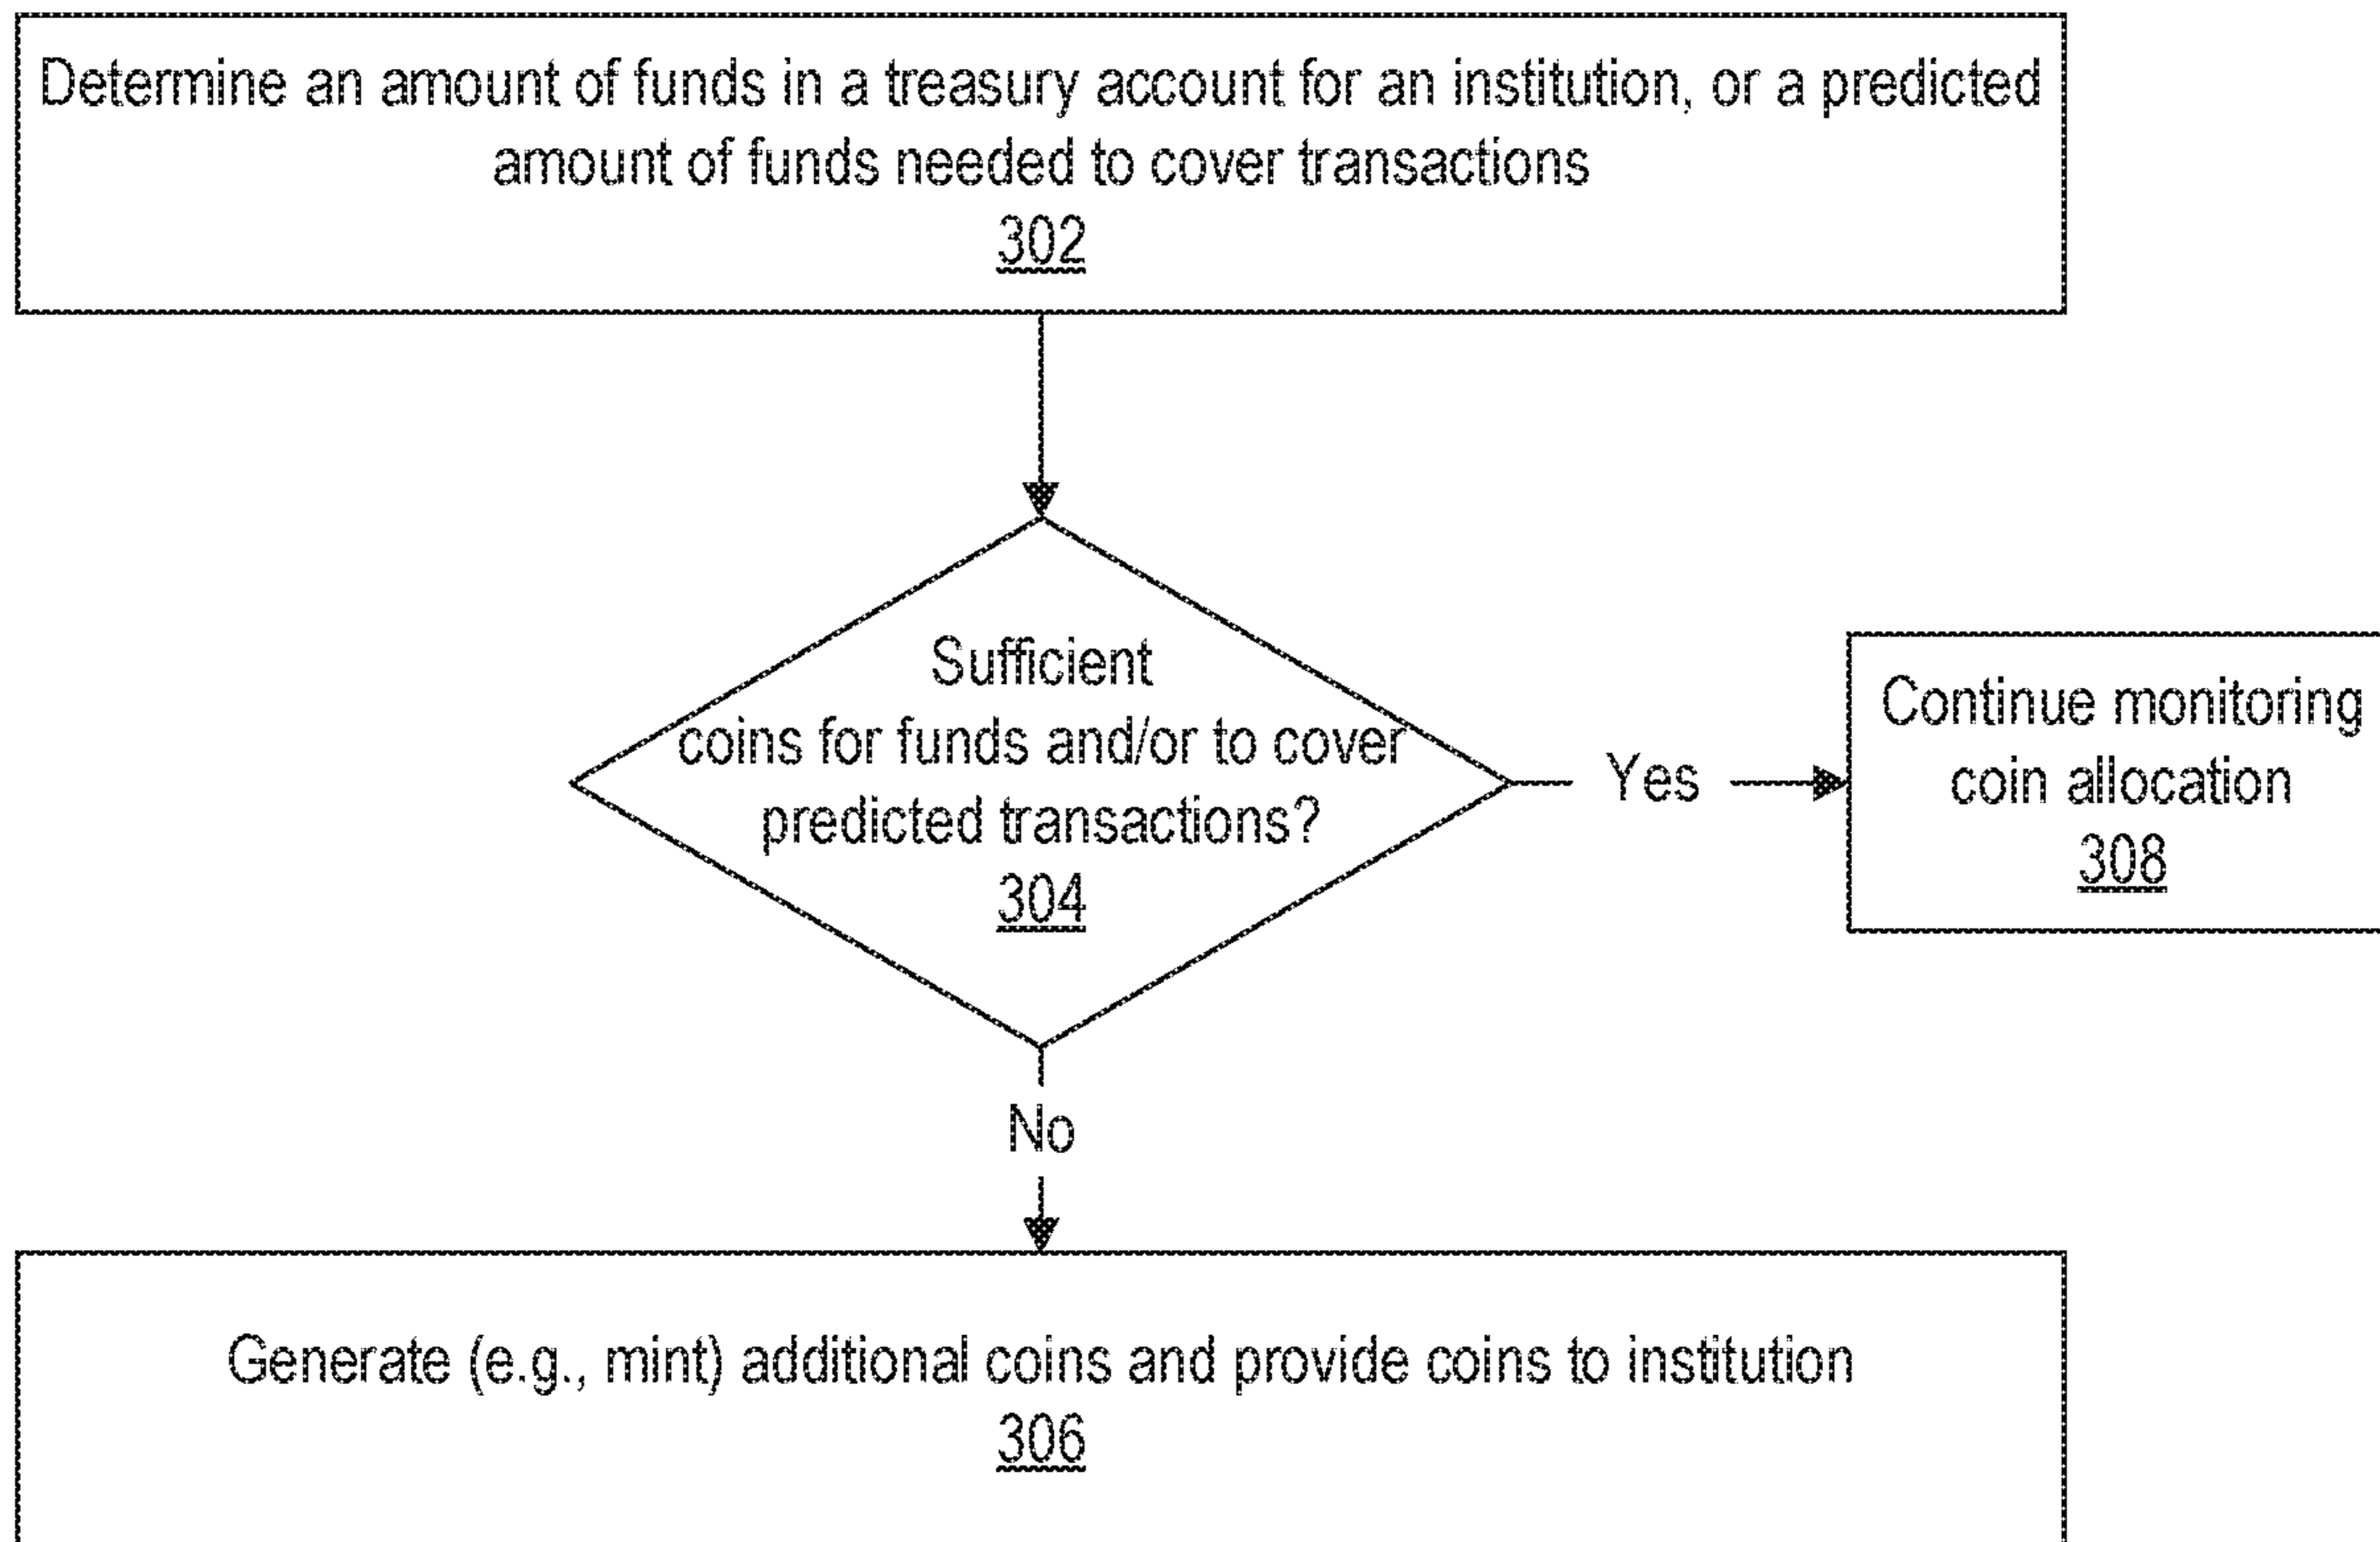 Determine an amount of funds in a treasury account for an institution, or a predicted
amount of funds needed to cover transactions
302
Sufficient
coins for funds and/or to cover
predicted transactions?
304
Yes
Continue monitoring
coin allocation
308
No
Generate (e.g., mint) additional coins and provide coins to institution
306